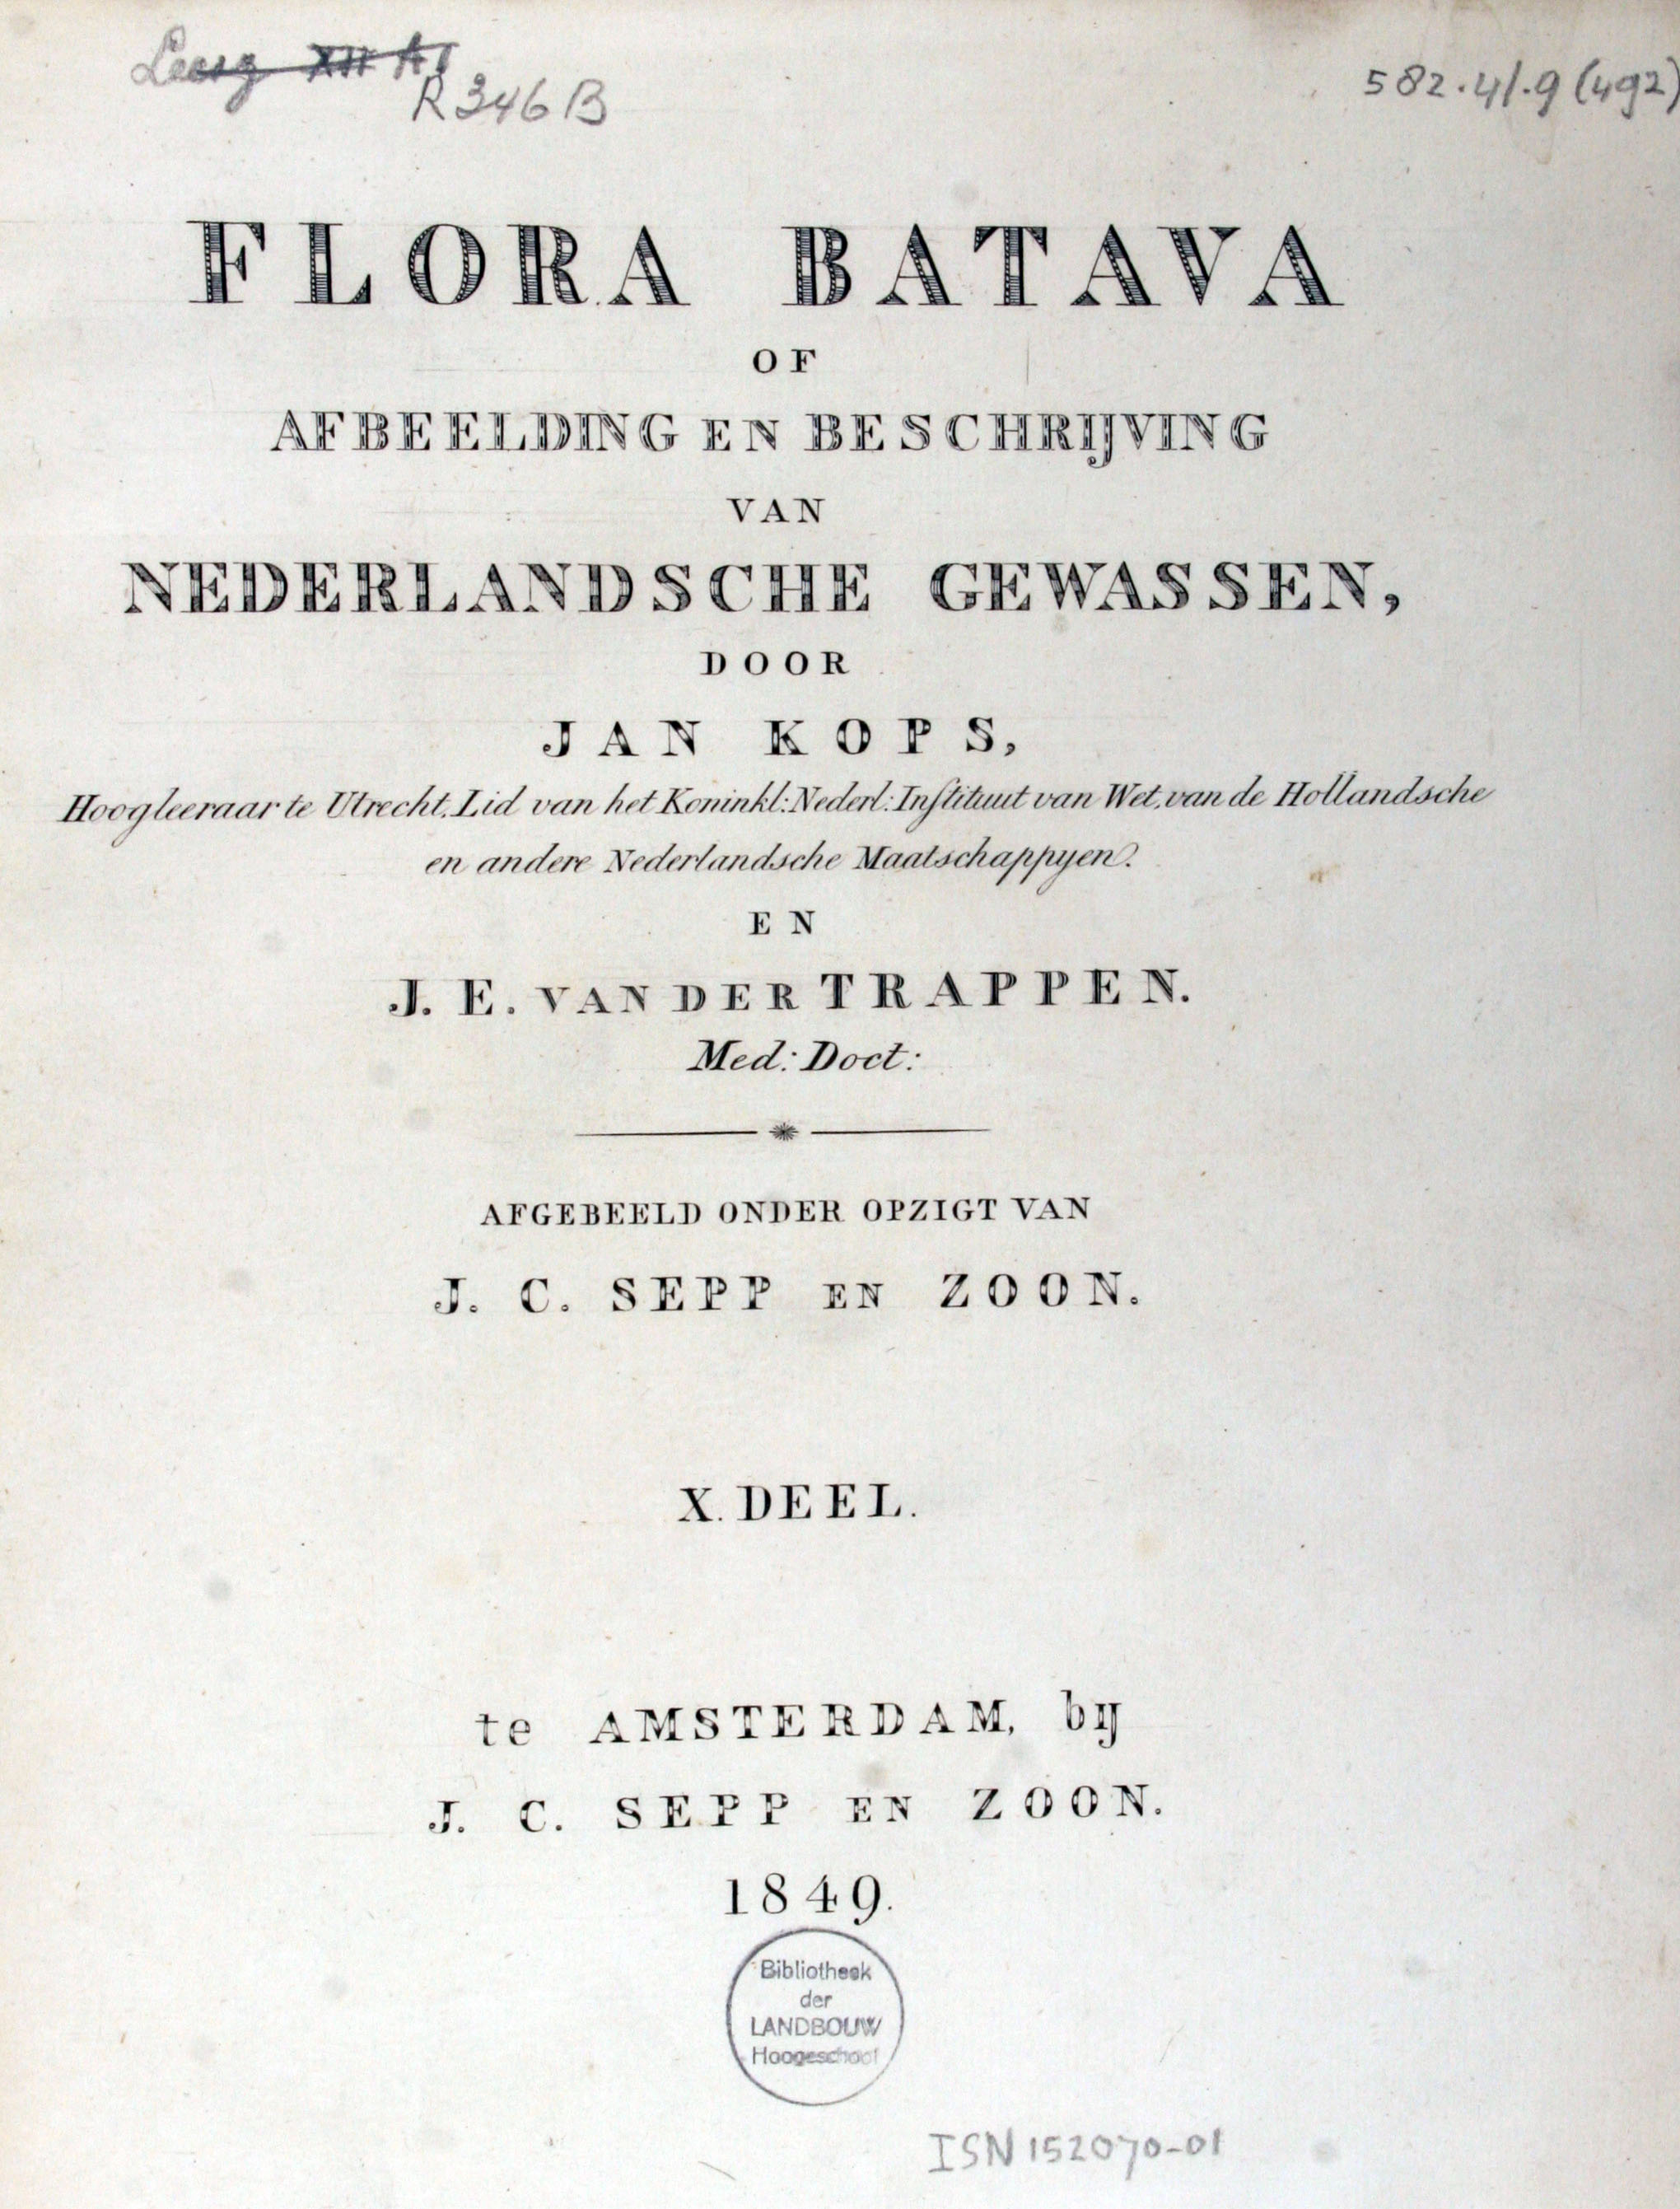 R 346 B
582.41.9 (492)
FLORA BATAVA
OF
AFBEELDING EN BESCHRIJVING
VAN
NEDERLANDSCHE GEWASSEN,
DOOR
JAN KOPS,
Hoogleeraar te Utrecht, Lid van het Koninkl: Nederl: Inſtituut van Wet. van de Hollandsche
en andere Nederlandsche Maatschappyen.
EN
J. E. VAN DER TRAPPEN.
Med: Doct:
AFGEBEELD ONDER OPZIGT VAN
J. C. SEPP EN ZOON.
X. DEEL.
te AMSTERDAM, bij
J. C. SEPP EN ZOON.
1849.
Bibliotheek
der
LANDBOUW
Hoogeschool
ISN 152070-01